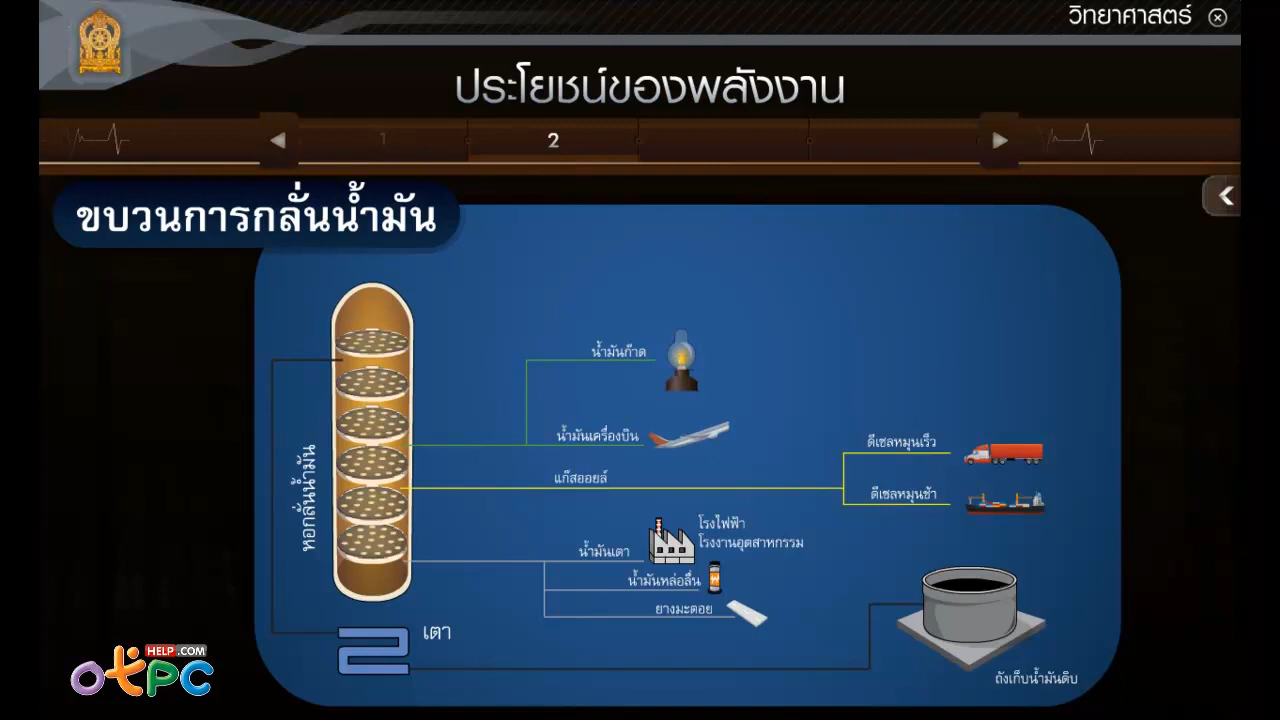 วิทยาศาสตร์
ประโยชน์ของพลังงาน
1
2
ขบวนการกลั่นน้ำมัน
น้ำมันก๊าด
น้ำมันเครื่องบิน
ดีเซลหมุนเร็ว
แก๊สออยล์
ดีเซลหมุนช้า
หอกลั่นน้ำมัน
โรงไฟฟ้า
โรงงานอุตสาหกรรม
น้ำมันเตา
น้ำมันหล่อลื่น
ยางมะตอย
เตา
ถังเก็บน้ำมันดิบ
HELP.COM
otpc